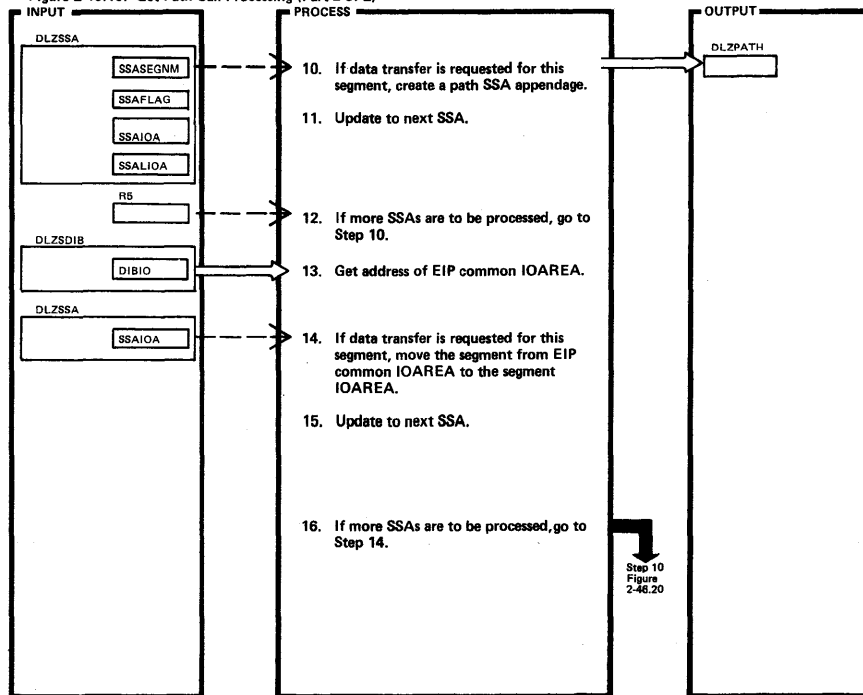 INPUT
PROCESS
OUTPUT
DLZSSA
SSASEGNM
SSAFLAG
SSAIOA
SSALIOA
R5
DLZSDIB
DIBIO
DLZSSA
SSAIOA
10. If data transfer is requested for this
segment, create a path SSA appendage.
11. Update to next SSA.
12. If more SSAs are to be processed, go to
Step 10.
13. Get address of EIP common IOAREA.
14. If data transfer is requested for this
segment, move the segment from EIP
common IOAREA to the segment
IOAREA.
15. Update to next SSA.
16. If more SSAs are to be processed,go to
Step 14.
Step 10
Figure
2-46.20
DLZPATH